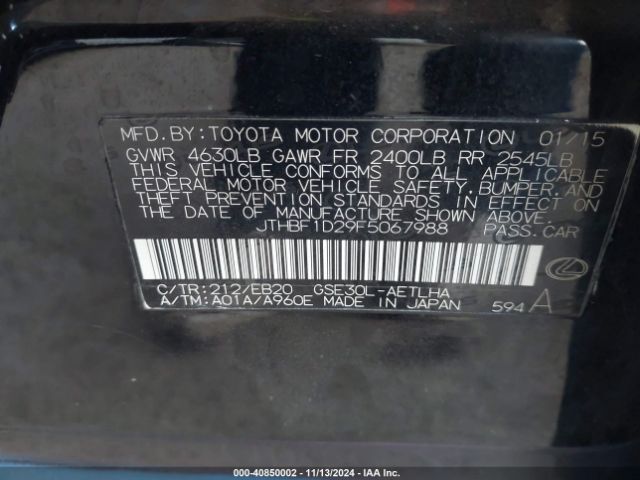 MFD.BY:TOYOTA MOTOR CORPORATION 01/15
GVWR 4630LB GAWR FR 2400LB RR 2545LB
THIS VEHICLE CONFORMS TO ALL APPLICABLE
FEDERAL MOTOR VEHICLE SAFETY,BUMPER,AND
THEFT PREVENTION STANDARDS IN EFFECT ON
THE DATE OF MANUFACTURE SHOWN ABOVE.
JTHBF1D29F5067988 PASS.CAR
C/TR:212/EB20 GSE30L-AETLHA
A/TM:A01A/A960E MADE IN JAPAN 594 A
000-40850002 - 11/13/2024 - IAA Inc.